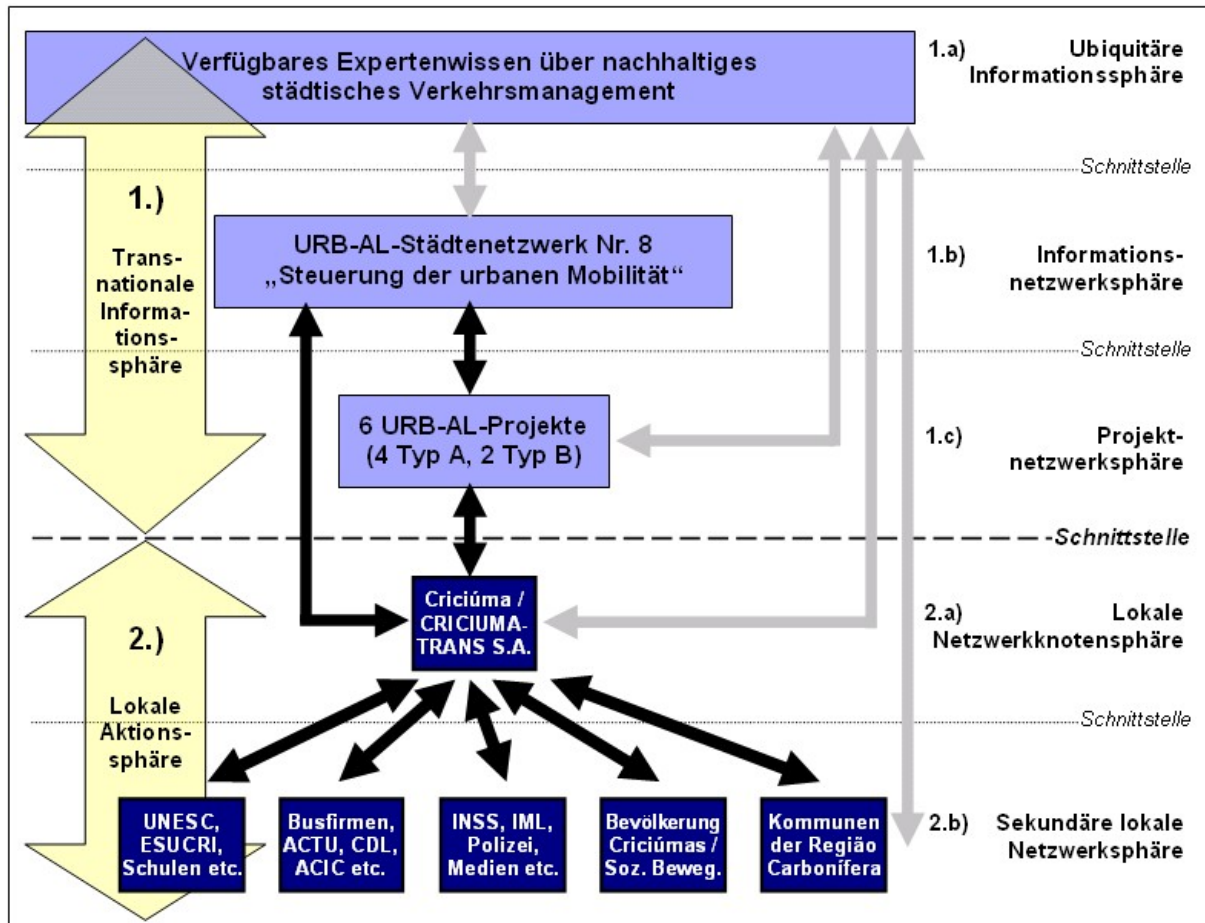 Verfügbares Expertenwissen über nachhaltiges
städtisches Verkehrsmanagement
1.a) Ubiquitäre
Informationssphäre
Schnittstelle
1.)
Trans-
nationale
Informa-
tions-
sphäre
URB-AL-Städtenetzwerk Nr. 8
„Steuerung der urbanen Mobilität“
1.b) Informations-
netzwerksphäre
Schnittstelle
6 URB-AL-Projekte
(4 Typ A, 2 Typ B)
1.c) Projekt-
netzwerksphäre
Schnittstelle
2.)
Lokale
Aktions-
sphäre
Criciúma /
CRICIUMA-
TRANS S.A.
2.a) Lokale
Netzwerkknotensphäre
Schnittstelle
UNESC,
ESUCRI,
Schulen etc.
Busfirmen,
ACTU, CDL,
ACIC etc.
INSS, IML,
Polizei,
Medien etc.
Bevölkerung
Criciúmas /
Soz. Beweg.
Kommunen
der Região
Carbonífera
2.b) Sekundäre lokale
Netzwerksphäre